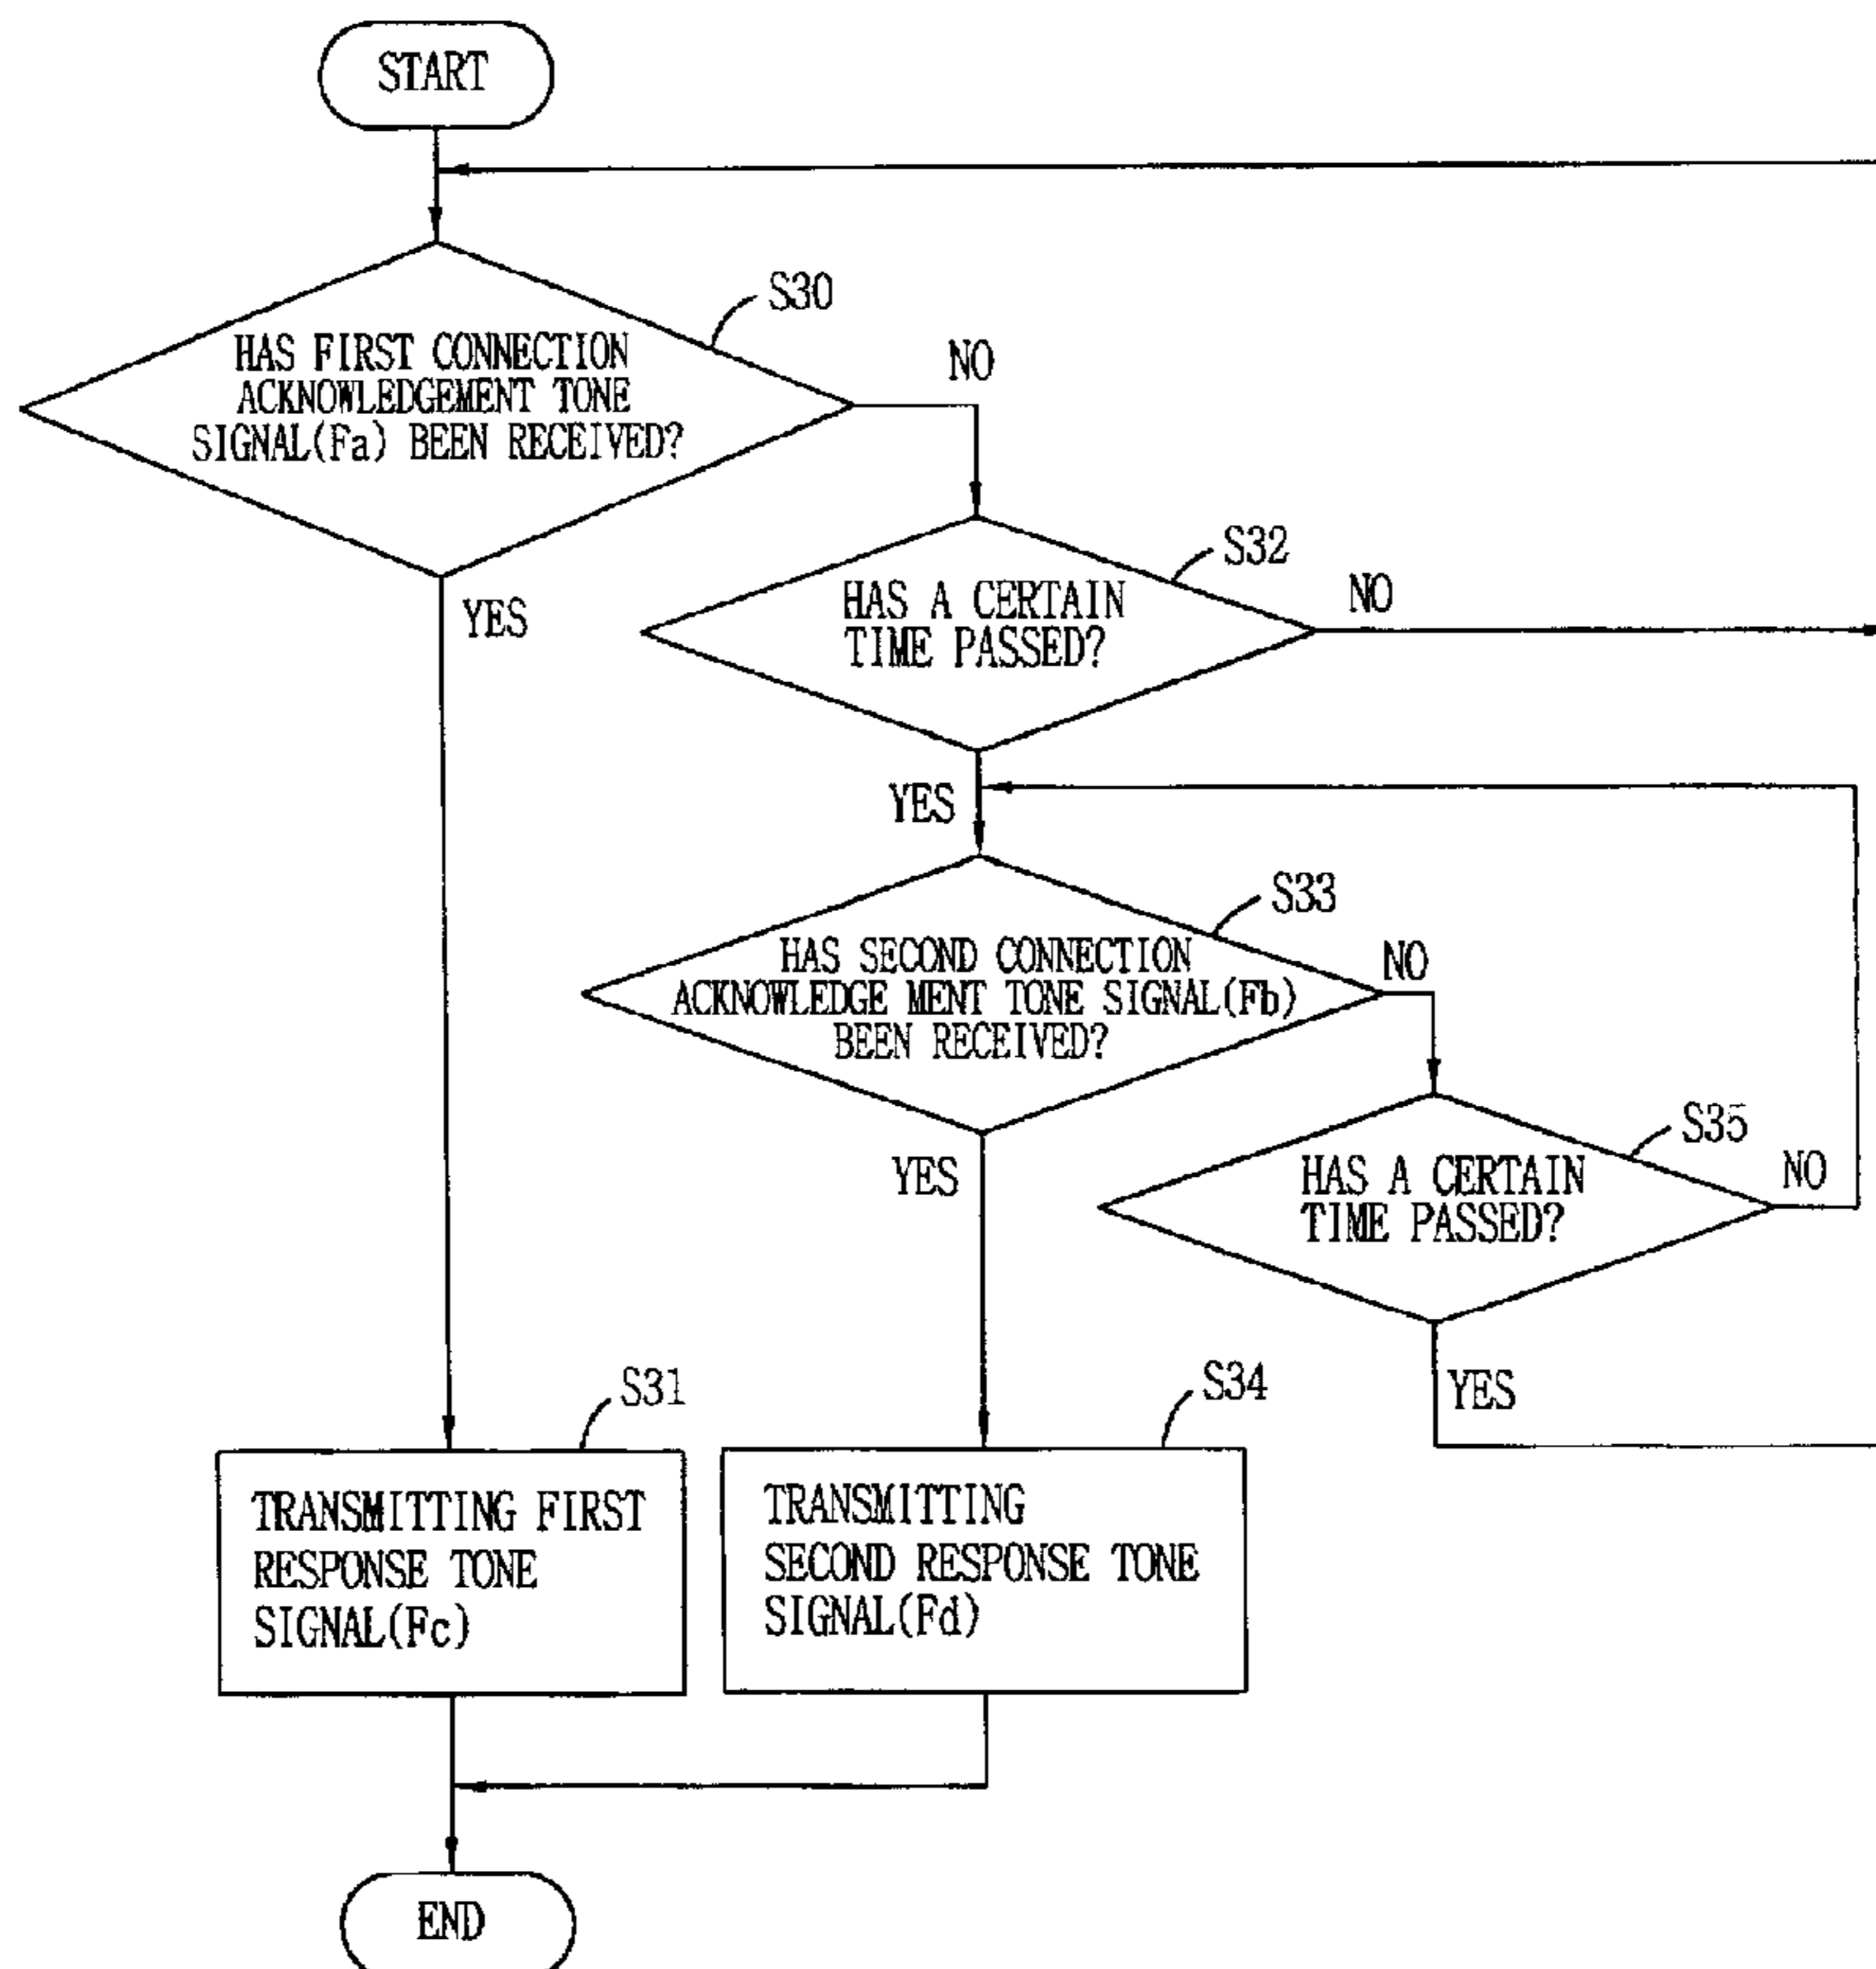 START
S30
HAS FIRST CONNECTION
ACKNOWLEDGEMENT TONE
SIGNAL(Fa) BEEN RECEIVED?
NO
YES
S32
HAS A CERTAIN
TIME PASSED?
NO
YES
S33
HAS SECOND CONNECTION
ACKNOWLEDGE MENT TONE SIGNAL(Fb)
BEEN RECEIVED?
NO
YES
S35
HAS A CERTAIN
TIME PASSED?
NO
YES
S31
TRANSMITTING FIRST
RESPONSE TONE
SIGNAL(Fc)
S34
TRANSMITTING
SECOND RESPONSE TONE
SIGNAL(Fd)
END